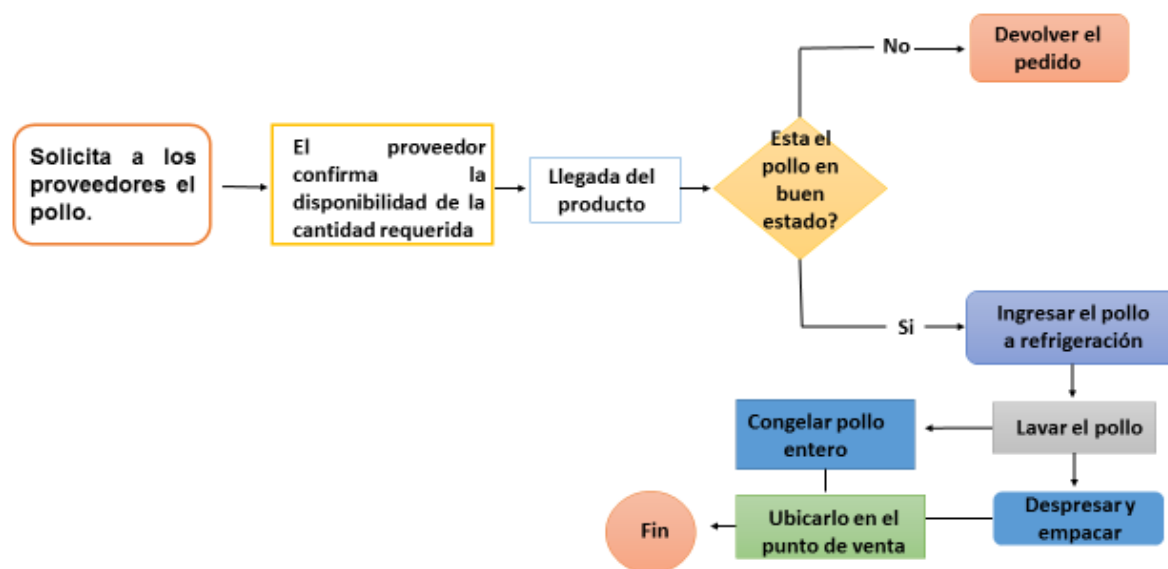 Solicita a los
proveedores el
pollo.
El proveedor
confirma la
disponibilidad de la
cantidad requerida
Llegada del
producto
Esta el
pollo en
buen
estado?
No
Devolver el
pedido
Si
Ingresar el pollo
a refrigeración
Lavar el pollo
Congelar pollo
entero
Despresar y
empacar
Ubicarlo en el
punto de venta
Fin